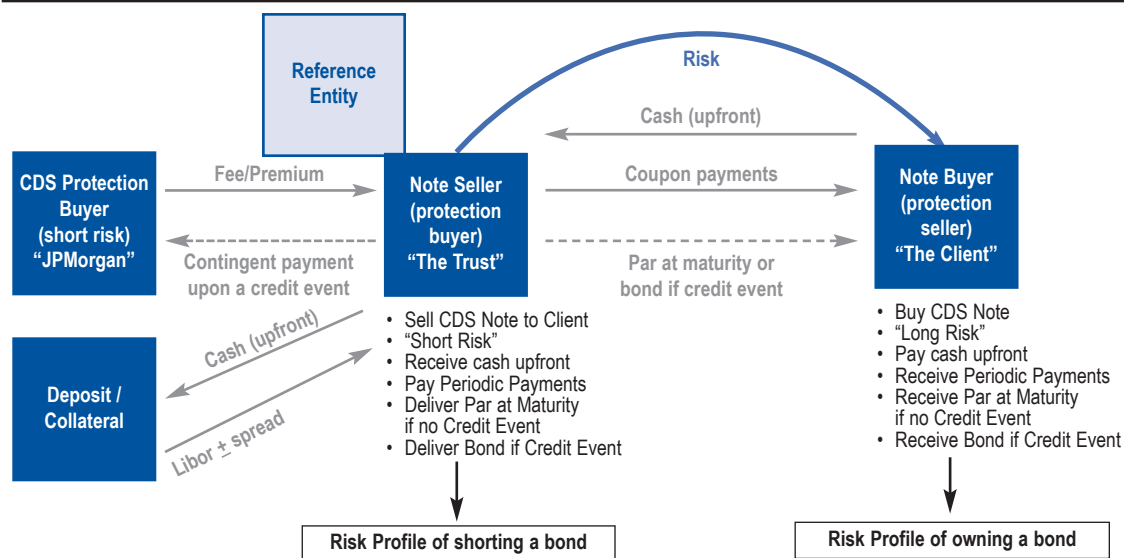 Reference
Entity
Risk
Cash (upfront)
CDS Protection
Buyer
(short risk)
“JPMorgan”
Fee/Premium
Note Seller
(protection
buyer)
“The Trust”
Coupon payments
Note Buyer
(protection
seller)
“The Client”
Contingent payment
upon a credit event
Par at maturity or
bond if credit event
Cash (upfront)
Deposit /
Collateral
Libor ± spread
• Sell CDS Note to Client
• “Short Risk”
• Receive cash upfront
• Pay Periodic Payments
• Deliver Par at Maturity
if no Credit Event
• Deliver Bond if Credit Event
• Buy CDS Note
• “Long Risk”
• Pay cash upfront
• Receive Periodic Payments
• Receive Par at Maturity
if no Credit Event
• Receive Bond if Credit Event
Risk Profile of shorting a bond
Risk Profile of owning a bond